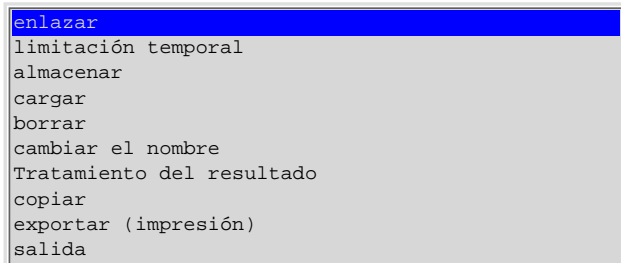 enlazar
limitación temporal
almacenar
cargar
borrar
cambiar el nombre
Tratamiento del resultado
copiar
exportar (impresión)
salida